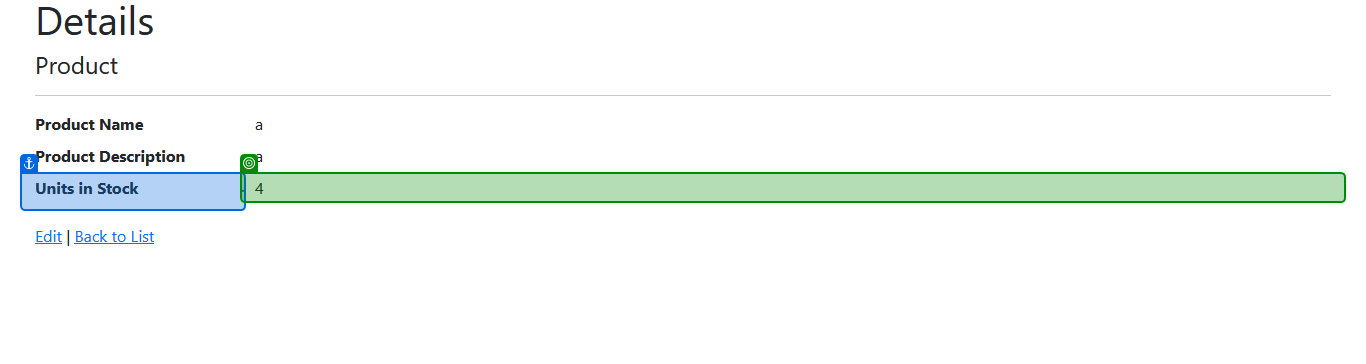 Details
Product
Product Name a
Product Description a
Units in Stock 4
Edit | Back to List